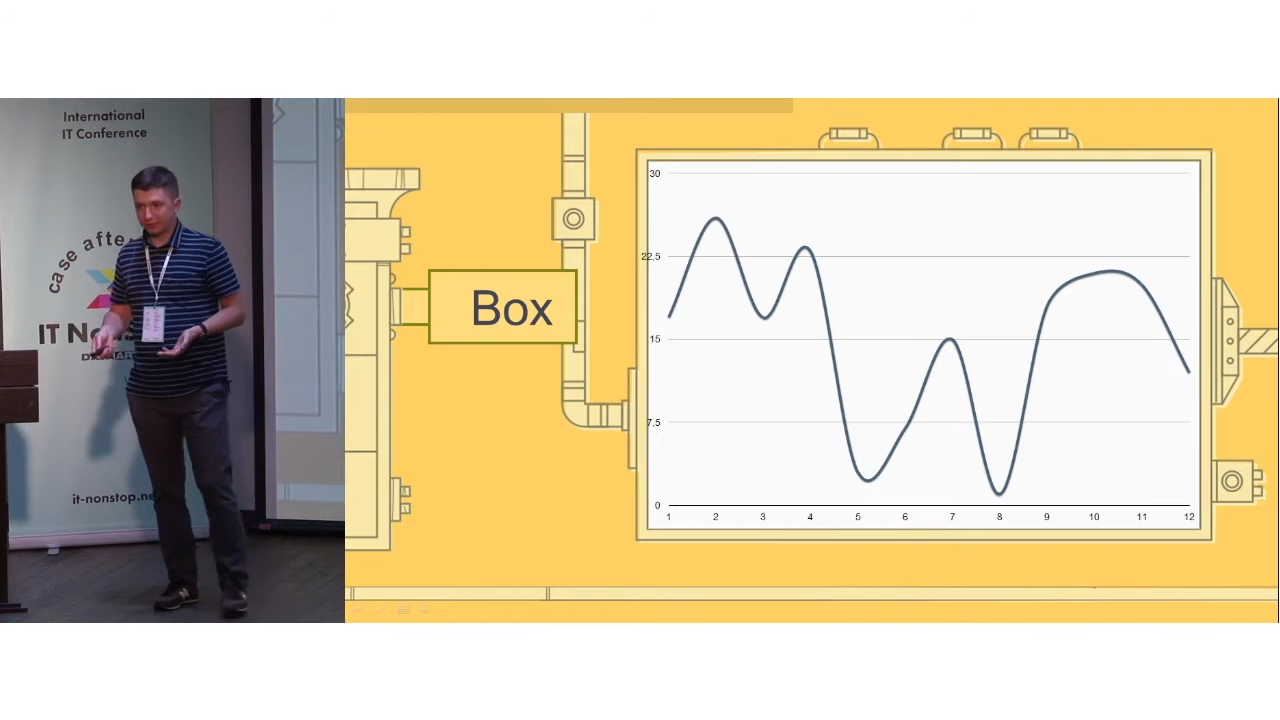 International
IT Conference
case afte
IT N
it-nonstop.ne
Box
30
22.5
15
7.5
0
1 2 3 4 5 6 7 8 9 10 11 12